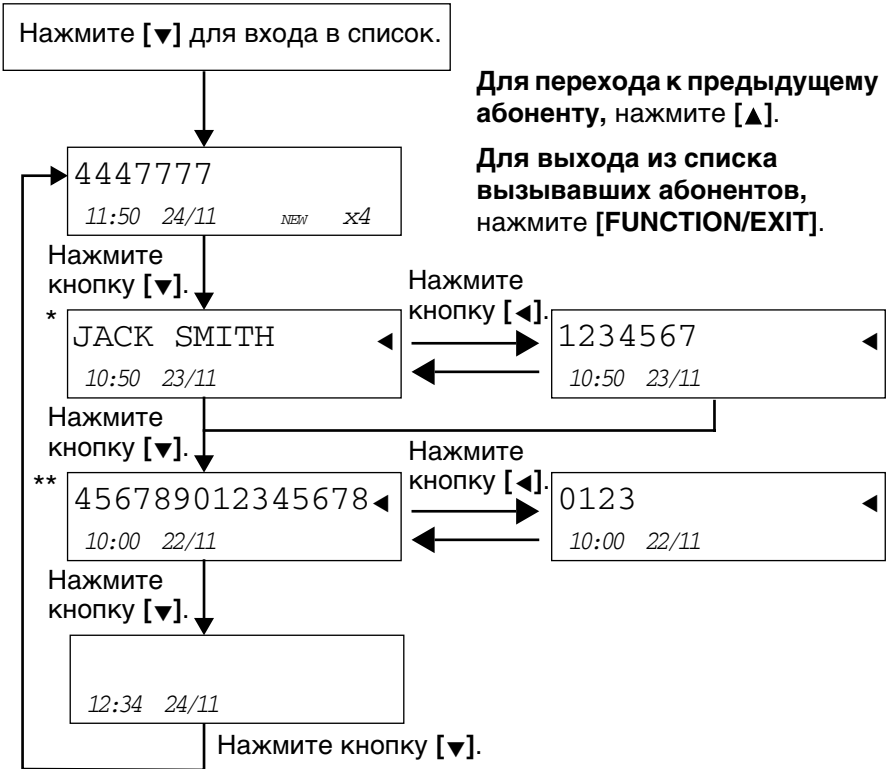 Нажмите [▼] для входа в список.
Для перехода к предыдущему
абоненту, нажмите [▲].
Для выхода из списка
вызывавших абонентов,
нажмите [FUNCTION/EXIT].
4447777
11:50 24/11 NEW x4
Нажмите
кнопку [▼].
Нажмите
кнопку [◀].
*
JACK SMITH ◀
10:50 23/11
1234567 ◀
10:50 23/11
Нажмите
кнопку [▼].
Нажмите
кнопку [◀].
**
456789012345678◀
10:00 22/11
0123 ◀
10:00 22/11
Нажмите
кнопку [▼].
12:34 24/11
Нажмите кнопку [▼].